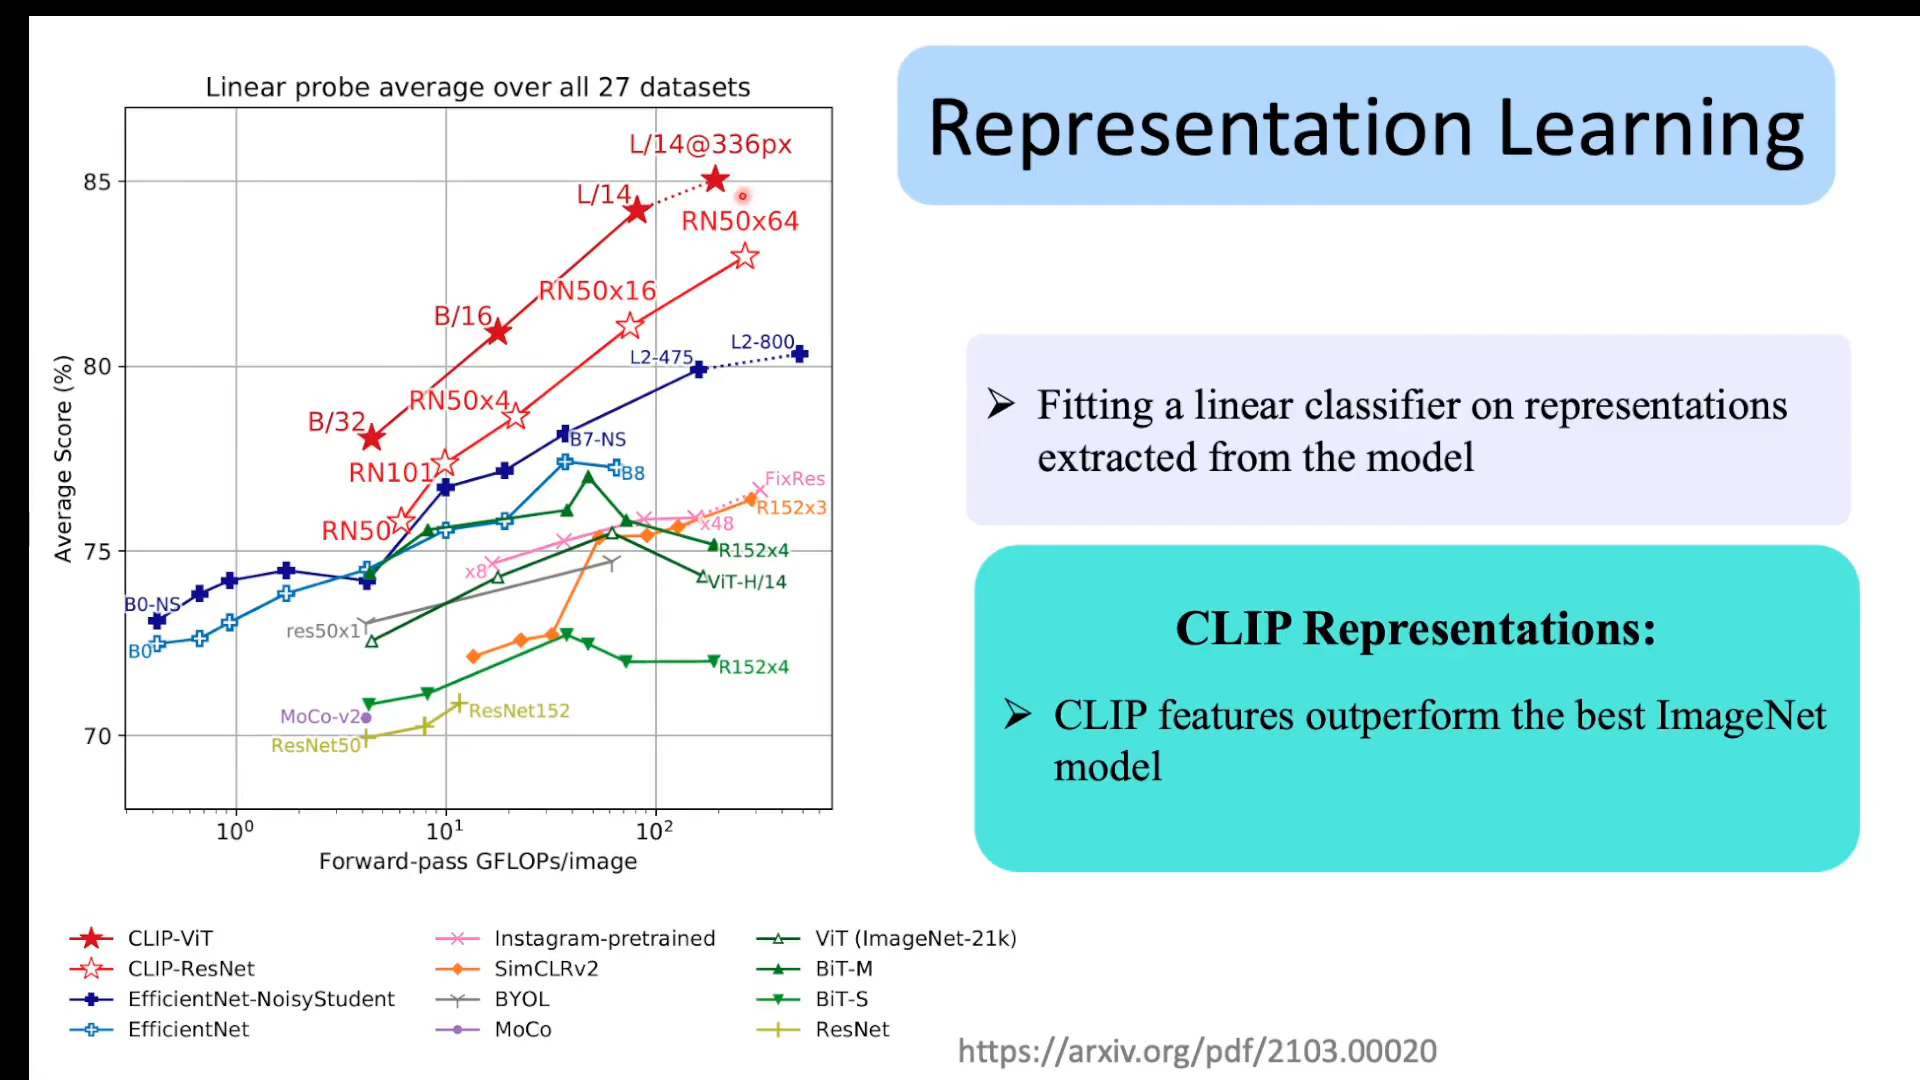 Linear probe average over all 27 datasets
Representation Learning
L/14@336px
L/14
RN50x64
B/16
RN50x16
L2-800
L2-475
B/32
RN50x4
B7-NS
RN101
B8
FixRes
R152x3
RN50
x48
R152x4
x8
ViT-H/14
B0-NS
res50x1
B0
R152x4
MoCo-v2
ResNet152
ResNet50
85
80
75
70
Average Score (%)
10⁰ 10¹ 10²
Forward-pass GFLOPs/image
➢ Fitting a linear classifier on representations
extracted from the model
CLIP Representations:
➢ CLIP features outperform the best ImageNet
model
CLIP-ViT
CLIP-ResNet
EfficientNet-NoisyStudent
EfficientNet
Instagram-pretrained
SimCLRv2
BYOL
MoCo
ViT (ImageNet-21k)
BiT-M
BiT-S
ResNet
https://arxiv.org/pdf/2103.00020